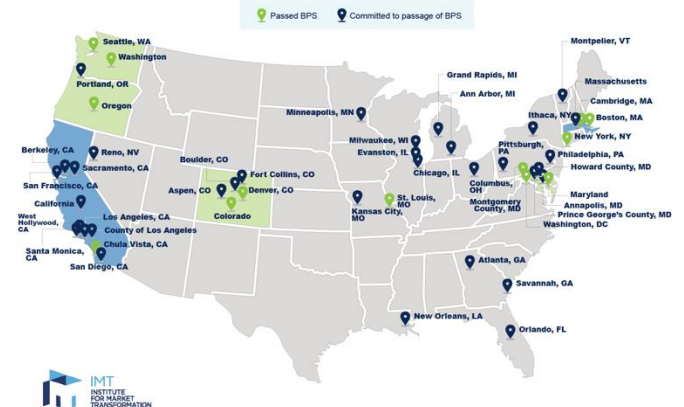 Passed BPS
Committed to passage of BPS
Seattle, WA
Washington
Portland, OR
Oregon
Montpelier, VT
Massachusetts
Cambridge, MA
Boston, MA
Ithaca, NY
New York, NY
Grand Rapids, MI
Ann Arbor, MI
Minneapolis, MN
Milwaukee, WI
Evanston, IL
Chicago, IL
Pittsburgh,
PA
Philadelphia, PA
Howard County, MD
Columbus,
OH
Montgomery
County, MD
Maryland
Annapolis, MD
Prince George's County, MD
Washington, DC
Berkeley, CA
Reno, NV
Sacramento, CA
San Francisco, CA
California
Boulder, CO
Fort Collins, CO
Aspen, CO
Denver, CO
Colorado
St. Louis,
MO
Kansas City,
MO
West
Hollywood,
CA
Los Angeles, CA
County of Los Angeles
Chula Vista, CA
Santa Monica,
CA
San Diego, CA
Atlanta, GA
Savannah, GA
New Orleans, LA
Orlando, FL
IMT
INSTITUTE
FOR MARKET
TRANSFORMATION